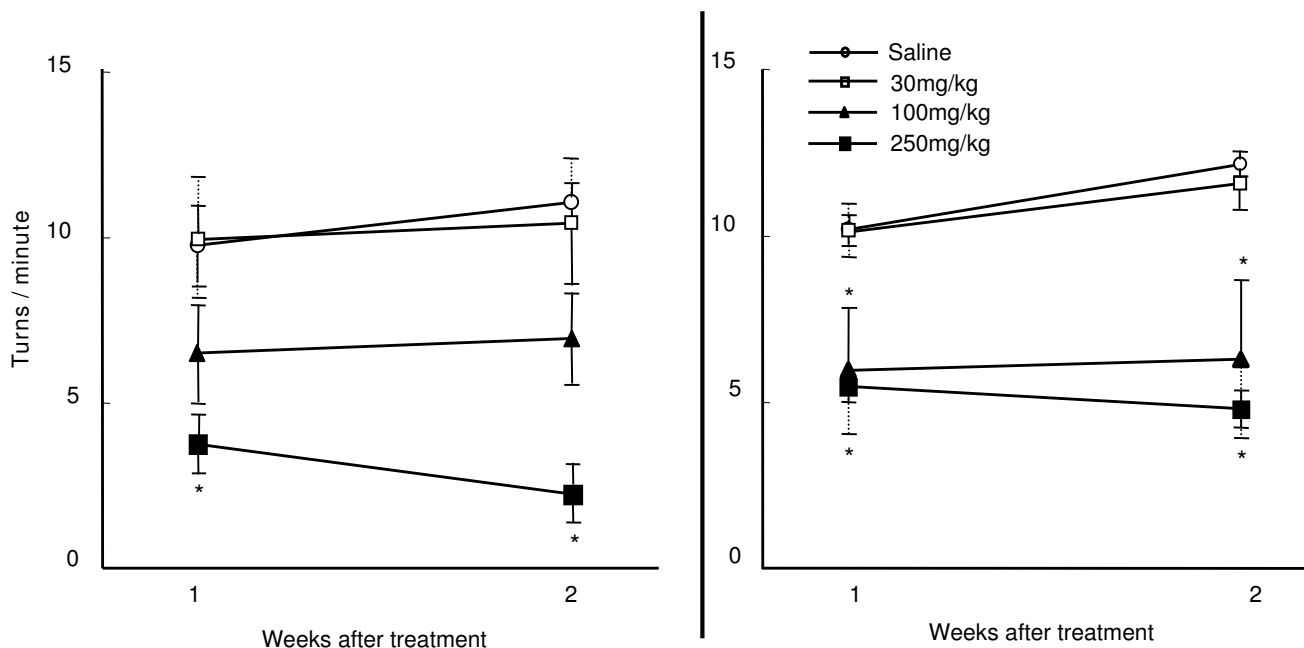 15
10
5
0
Turns / minute
*
*
1
2
Weeks after treatment
Saline
30mg/kg
100mg/kg
250mg/kg
15
10
5
0
*
*
*
*
1
2
Weeks after treatment